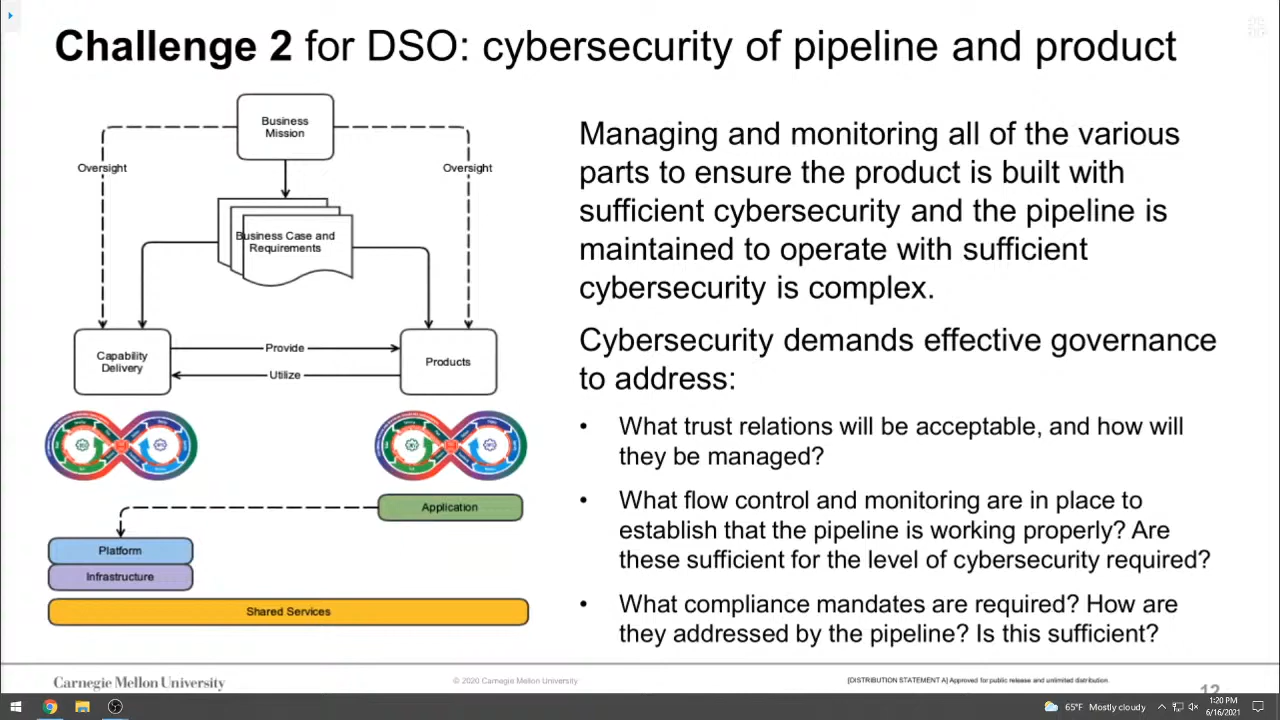 Challenge 2 for DSO: cybersecurity of pipeline and product
Business
Mission
Oversight
Oversight
Business Case and
Requirements
Capability
Delivery
Provide
Utilize
Products
Application
Platform
Infrastructure
Shared Services
Managing and monitoring all of the various
parts to ensure the product is built with
sufficient cybersecurity and the pipeline is
maintained to operate with sufficient
cybersecurity is complex.
Cybersecurity demands effective governance
to address:
• What trust relations will be acceptable, and how will
they be managed?
• What flow control and monitoring are in place to
establish that the pipeline is working properly? Are
these sufficient for the level of cybersecurity required?
• What compliance mandates are required? How are
they addressed by the pipeline? Is this sufficient?
Carnegie Mellon University
© 2020 Carnegie Mellon University
[DISTRIBUTION STATEMENT A] Approved for public release and unlimited distribution.
12
65°F Mostly cloudy
1:20 PM
6/16/2021